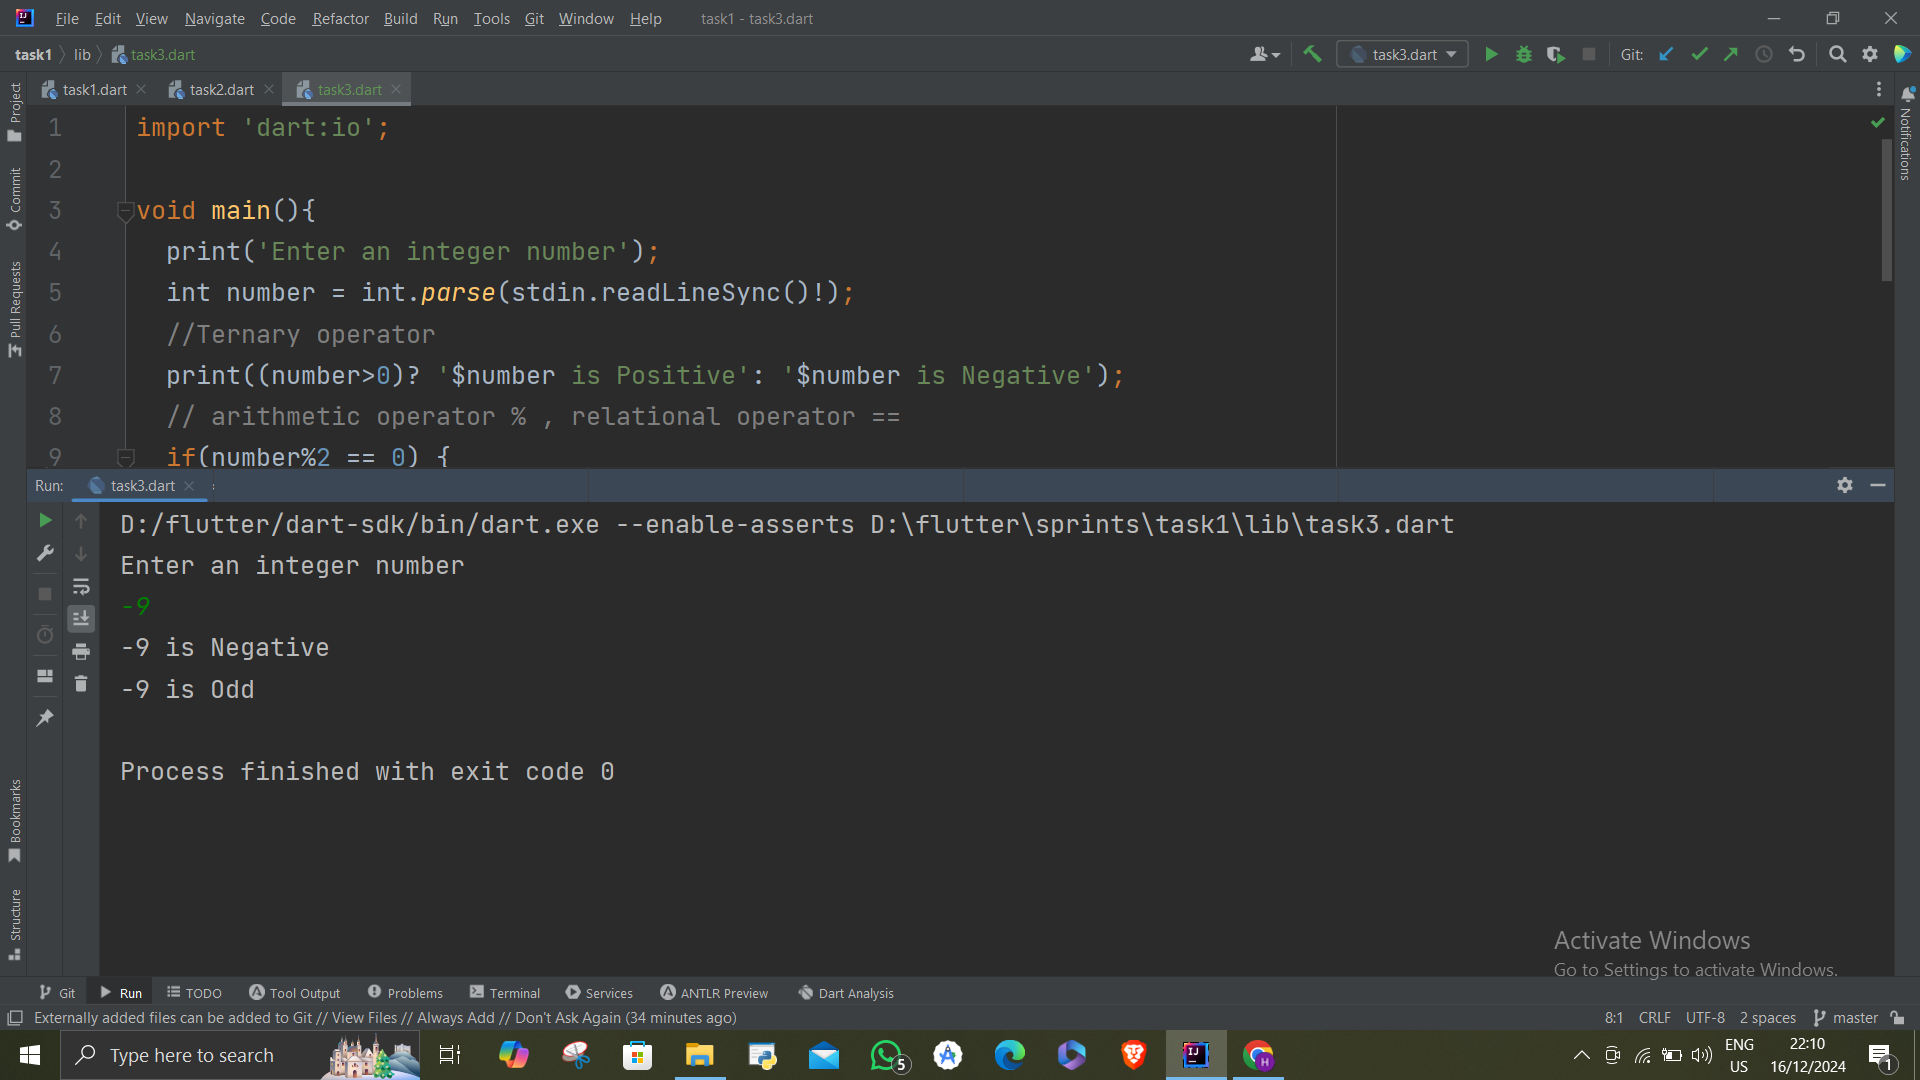 File Edit View Navigate Code Refactor Build Run Tools Git Window Help task1 - task3.dart
task1 lib task3.dart task3.dart Git:
task1.dart task2.dart task3.dart
Project
Commit
Pull Requests
Bookmarks
Structure
Notifications
1 import 'dart:io';
2
3 void main(){
4 print('Enter an integer number');
5 int number = int.parse(stdin.readLineSync()!);
6 //Ternary operator
7 print((number>0)? '$number is Positive': '$number is Negative');
8 // arithmetic operator % , relational operator ==
9 if(number%2 == 0) {
Run: task3.dart
D:/flutter/dart-sdk/bin/dart.exe --enable-asserts D:\flutter\sprints\task1\lib\task3.dart
Enter an integer number
-9
-9 is Negative
-9 is Odd
Process finished with exit code 0
Activate Windows
Go to Settings to activate Windows.
Git Run TODO Tool Output Problems Terminal Services ANTLR Preview Dart Analysis
Externally added files can be added to Git // View Files // Always Add // Don't Ask Again (34 minutes ago) 8:1 CRLF UTF-8 2 spaces master
Type here to search 5 ENG 22:10
US 16/12/2024 1